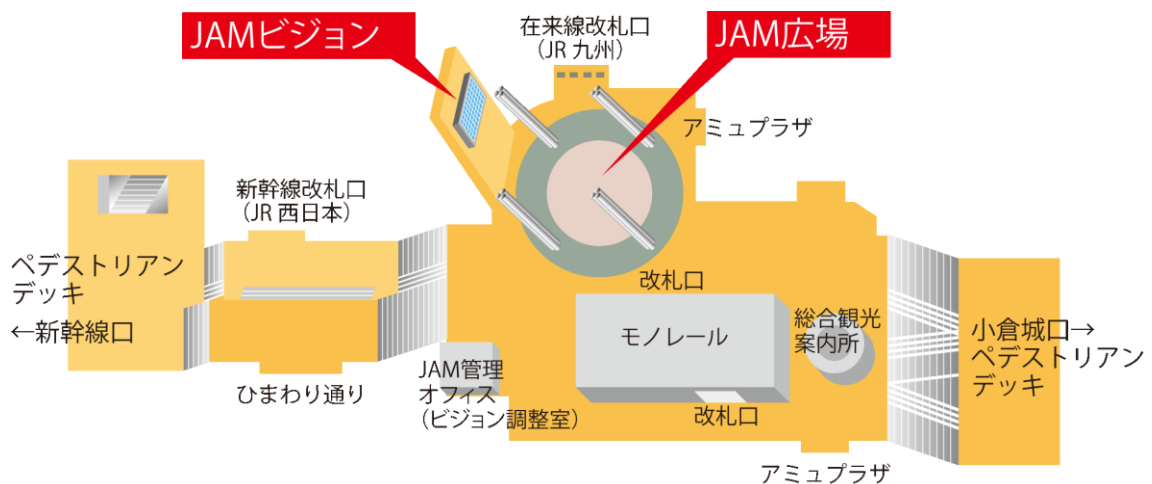 JAMビジョン
在来線改札口
（JR 九州）
JAM広場
アミュプラザ
新幹線改札口
（JR 西日本）
ペデストリアン
デッキ
←新幹線口
改札口
モノレール
総合観光
案内所
小倉城口→
ペデストリアン
デッキ
ひまわり通り
JAM管理
オフィス
（ビジョン調整室）
改札口
アミュプラザ